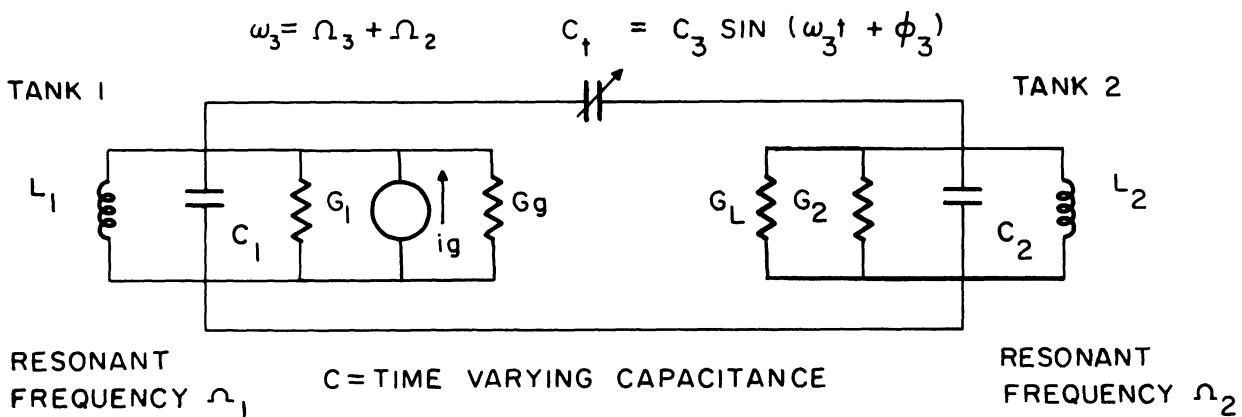 ω₃ = Ω₃ + Ω₂
C_t = C₃ SIN (ω₃t + ϕ₃)
TANK 1
TANK 2
L₁
C₁
G₁
ig
Gg
G_L
G₂
C₂
L₂
RESONANT
FREQUENCY Ω₁
C = TIME VARYING CAPACITANCE
RESONANT
FREQUENCY Ω₂